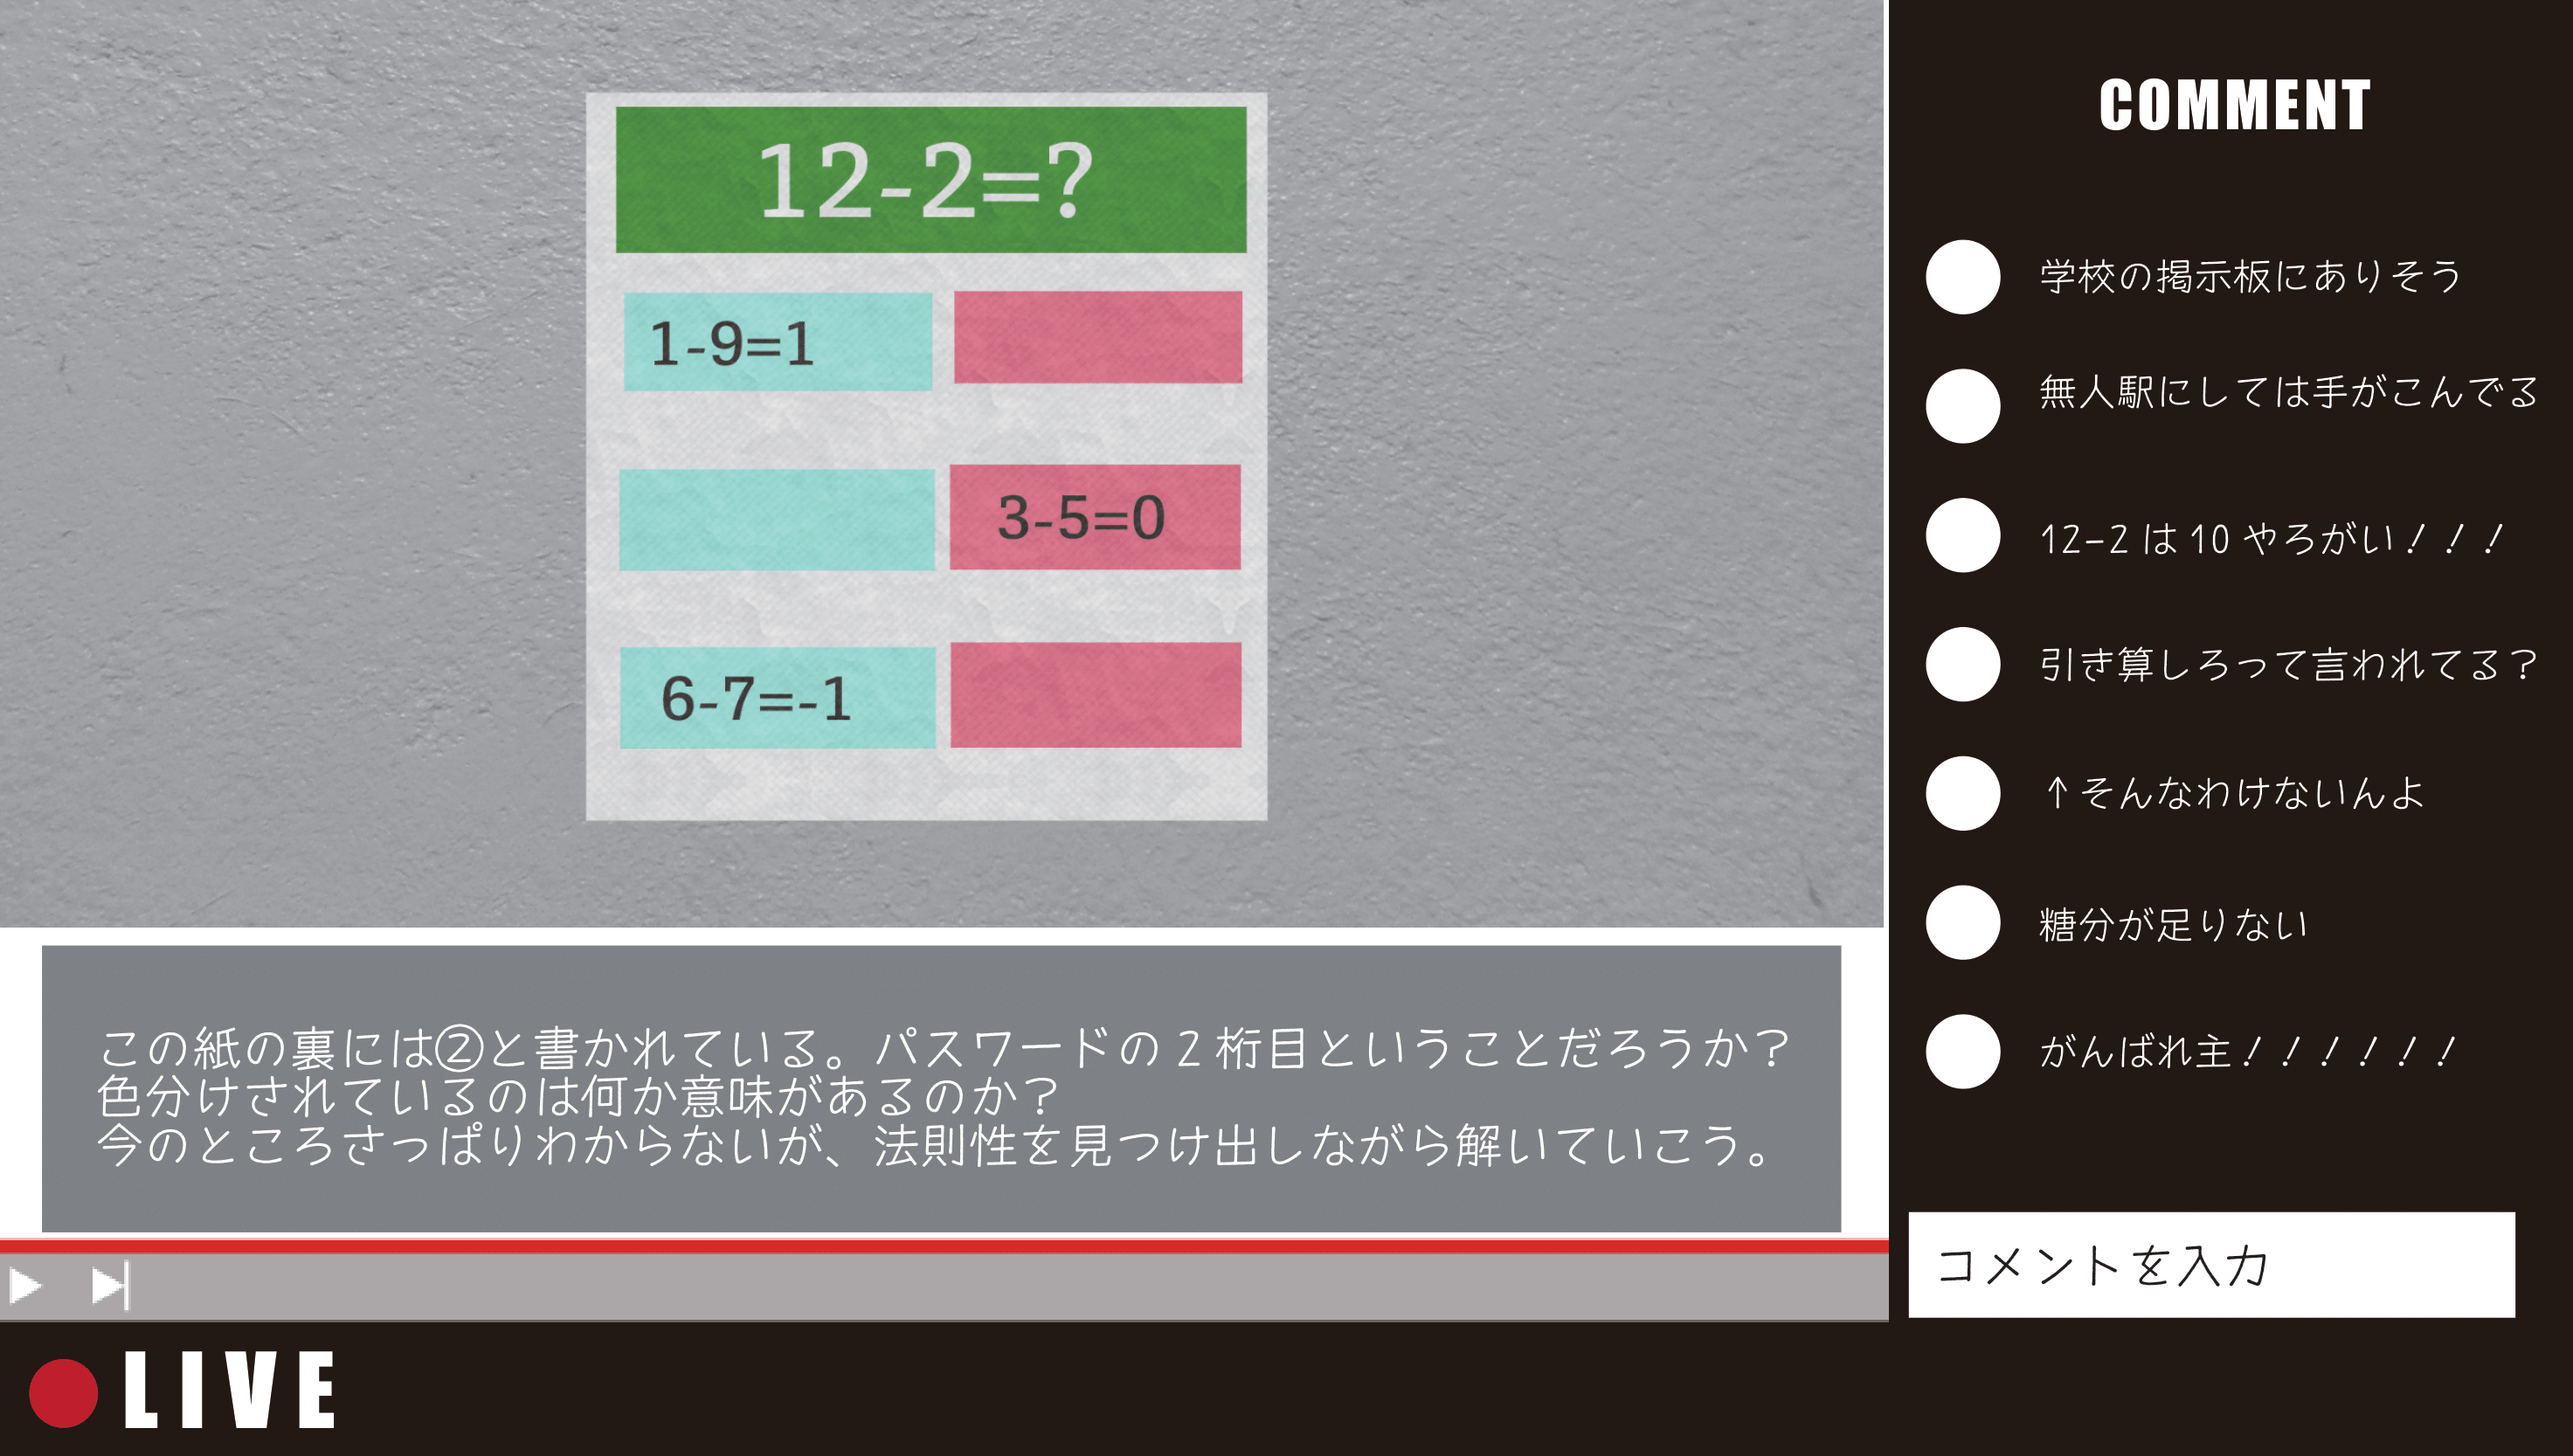 12-2=?
1-9=1
3-5=0
6-7=-1
この紙の裏には②と書かれている。パスワードの2桁目ということだろうか？
色分けされているのは何か意味があるのか？
今のところさっぱりわからないが、法則性を見つけ出しながら解いていこう。
LIVE
COMMENT
学校の掲示板にありそう
無人駅にしては手がこんでる
12-2は10やろがい！！！
引き算しろって言われてる？
↑そんなわけないんよ
糖分が足りない
がんばれ主！！！！！！
コメントを入力